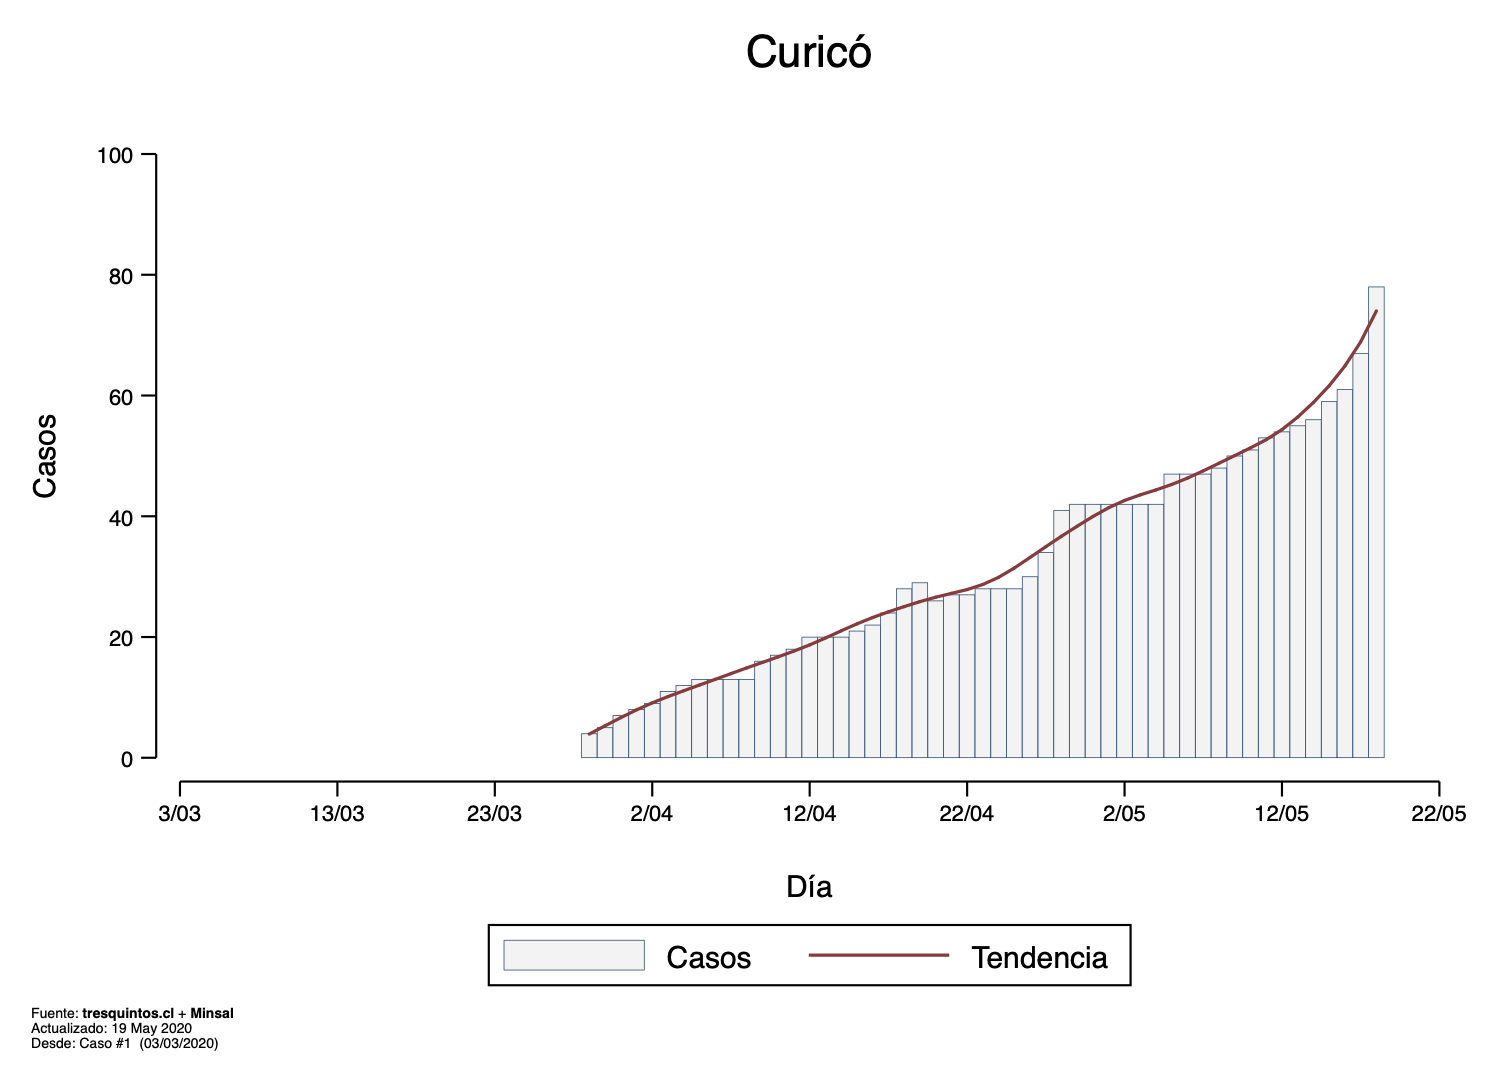 Curicó
100
80
60
40
20
0
Casos
3/03 13/03 23/03 2/04 12/04 22/04 2/05 12/05 22/05
Día
Casos Tendencia
Fuente: tresquintos.cl + Minsal
Actualizado: 19 May 2020
Desde: Caso #1 (03/03/2020)